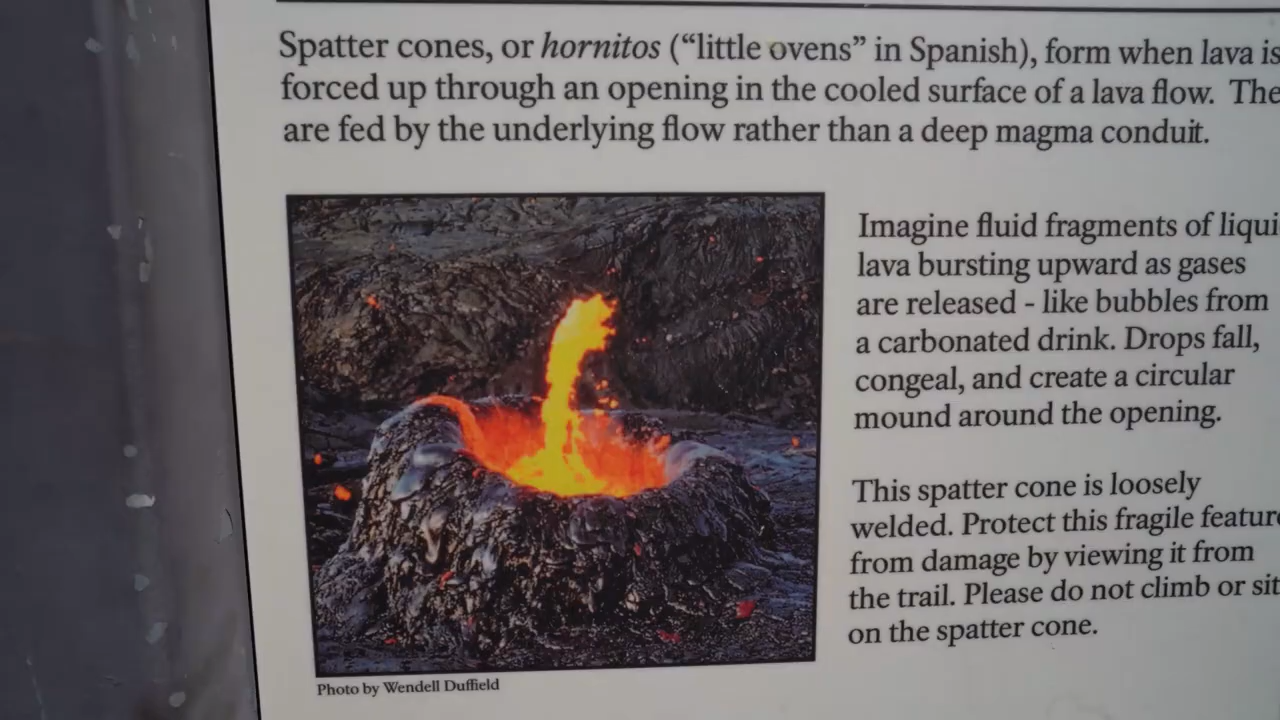 Spatter cones, or hornitos (“little ovens” in Spanish), form when lava is
forced up through an opening in the cooled surface of a lava flow. The
are fed by the underlying flow rather than a deep magma conduit.
Imagine fluid fragments of liqui
lava bursting upward as gases
are released - like bubbles from
a carbonated drink. Drops fall,
congeal, and create a circular
mound around the opening.
This spatter cone is loosely
welded. Protect this fragile feature
from damage by viewing it from
the trail. Please do not climb or sit
on the spatter cone.
Photo by Wendell Duffield